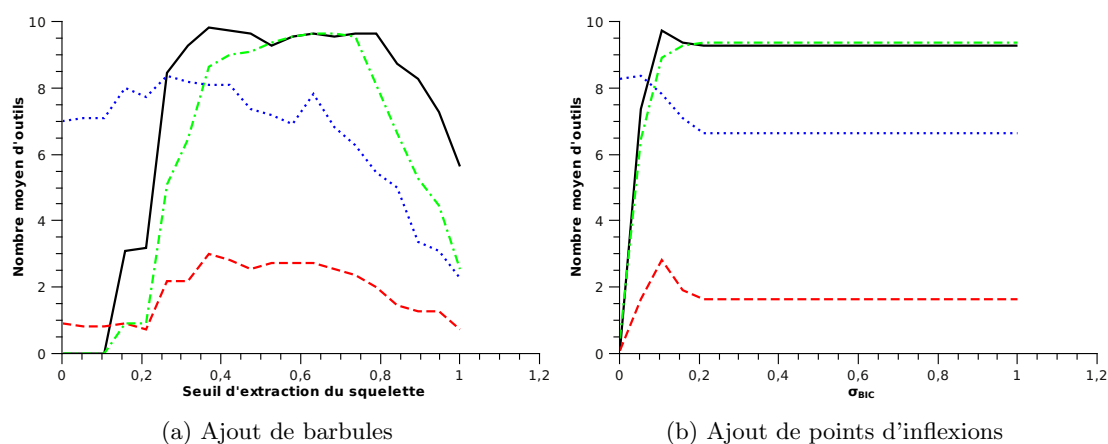 Nombre moyen d'outils
10
8
6
4
2
0
0 0,2 0,4 0,6 0,8 1 1,2
Seuil d'extraction du squelette
(a) Ajout de barbules
Nombre moyen d'outils
10
8
6
4
2
0
0 0,2 0,4 0,6 0,8 1 1,2
σBIC
(b) Ajout de points d'inflexions